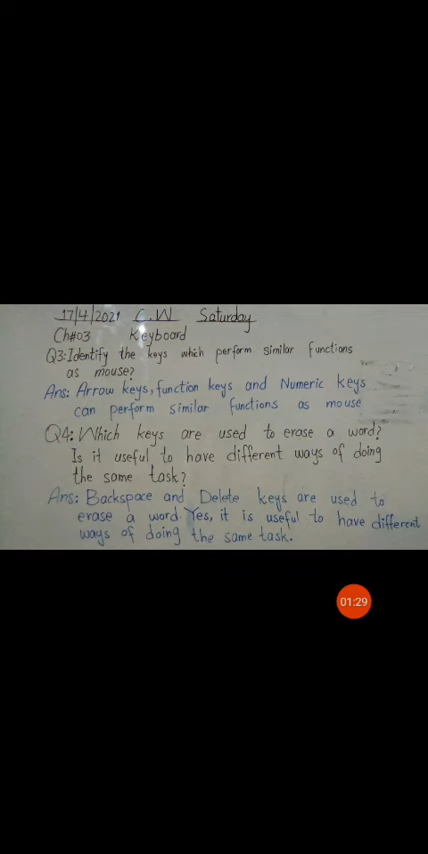 17/4/2021 C.W Saturday
Ch#03 Keyboard
Q3: Identify the keys which perform similar functions
as mouse?
Ans: Arrow keys, function keys and Numeric keys
can perform similar functions as mouse
Q4: Which keys are used to erase a word?
Is it useful to have different ways of doing
the same task?
Ans: Backspace and Delete keys are used to
erase a word. Yes, it is useful to have different
ways of doing the same task.
01:29